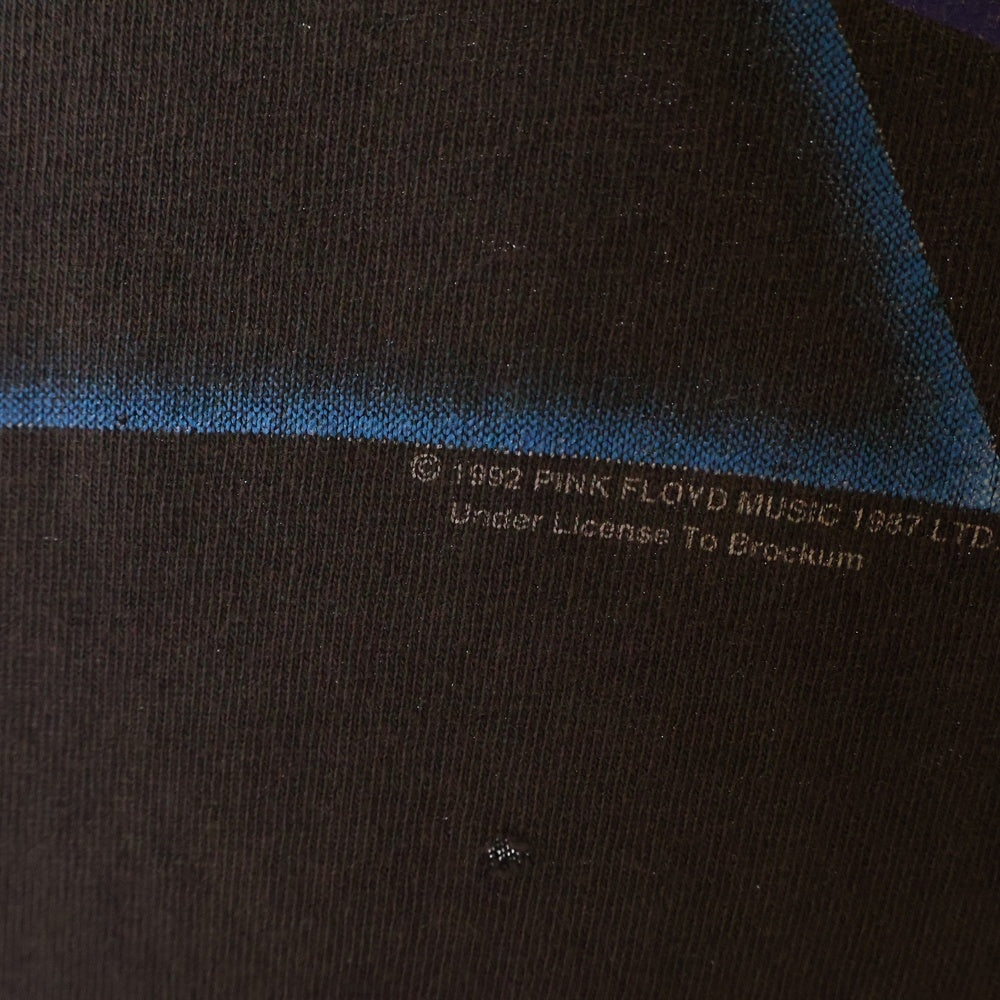 © 1992 PINK FLOYD MUSIC 1987 LTD.
Under License To Brockum